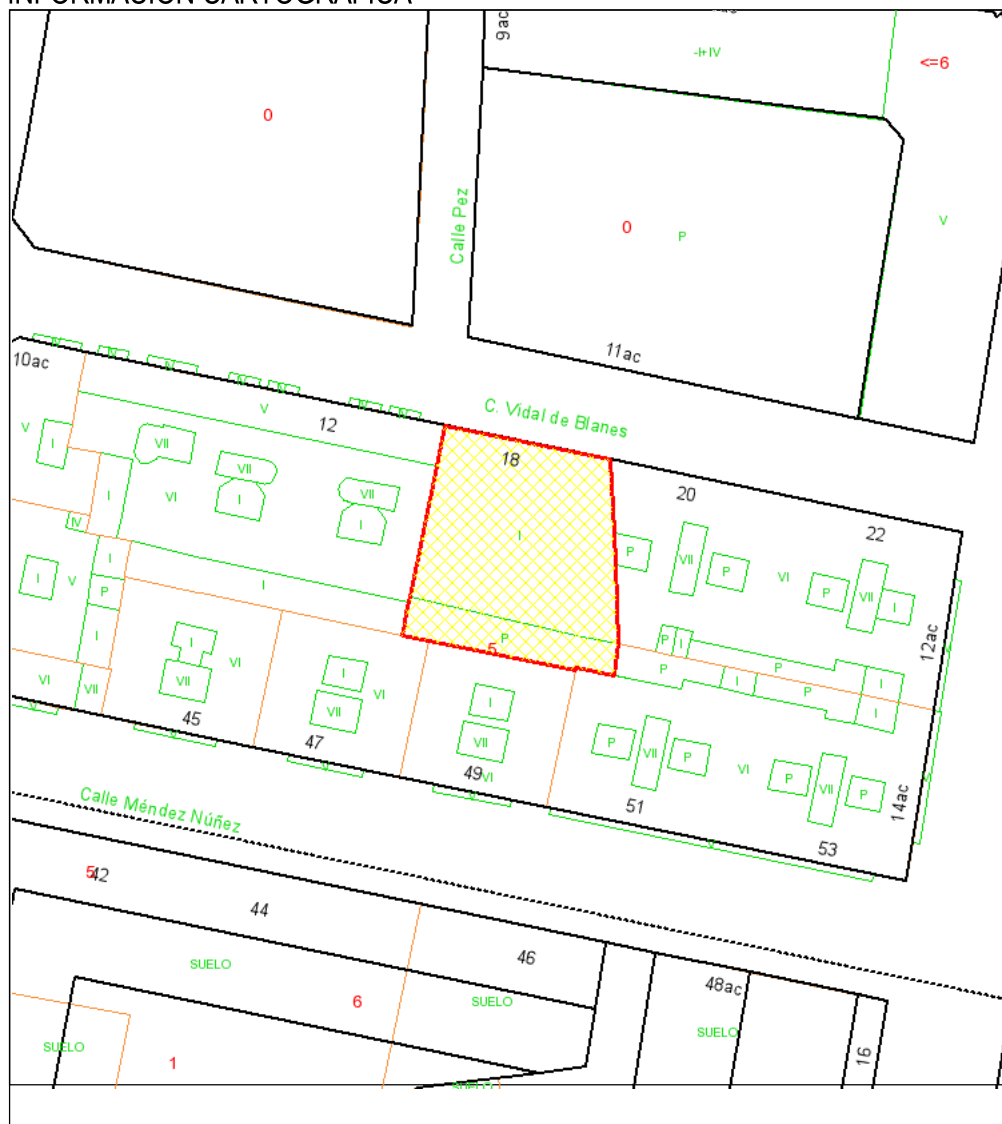 INFORMACIÓN CARTOGRÁFICA
9ac
-I+IV
<=6
0
Calle Pez
0
P
V
11ac
10ac
C. Vidal de Blanes
V
12
18
20
22
V
I
VII
VII
VII
VI
I
I
I
I
P
VII
P
VI
P
VII
I
IV
I
I
V
P
I
I
P
5
P
I
P
P
I
P
I
I
12ac
VI
VII
I
VI
VII
45
I
VI
VII
47
I
VII
49
VI
P
VII
P
VI
P
VII
P
51
53
14ac
V
V
Calle Méndez Núñez
5
42
44
46
48ac
SUELO
6
SUELO
SUELO
16
SUELO
1
SUELO